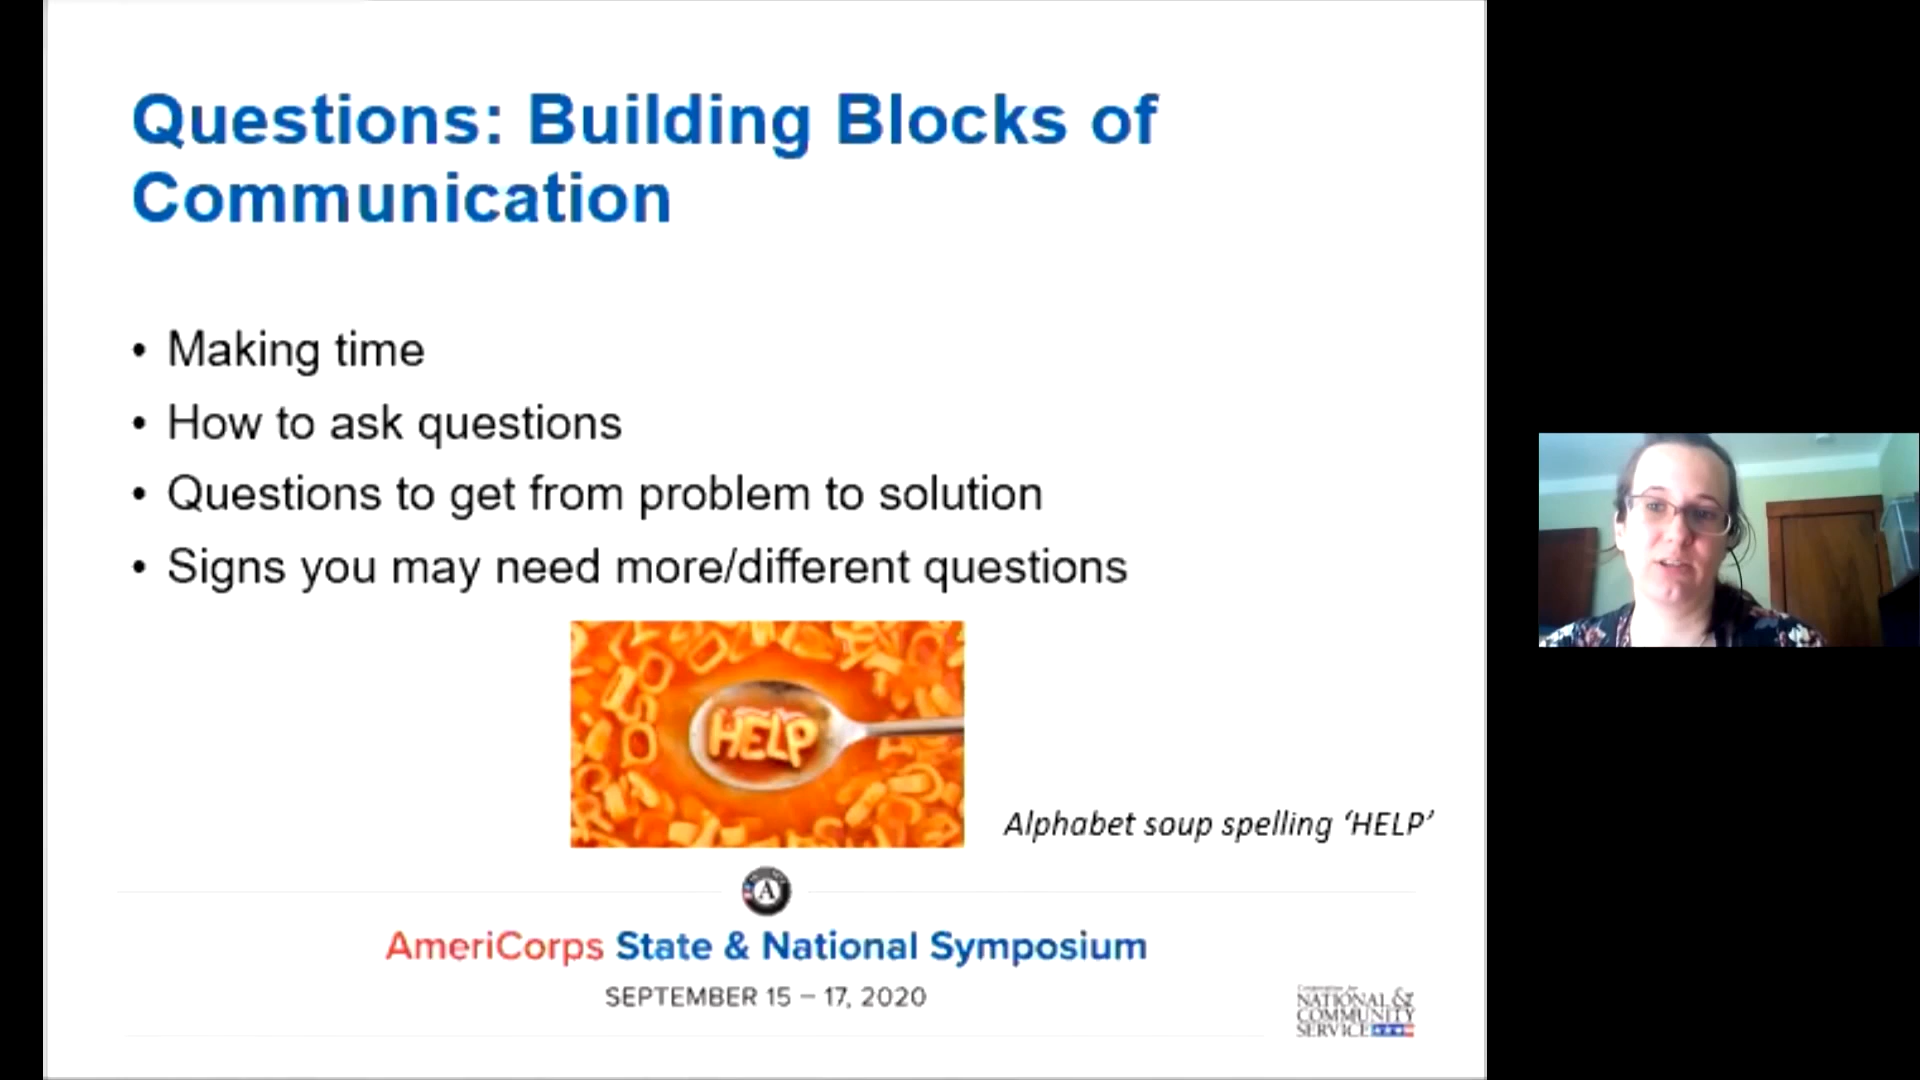 Questions: Building Blocks of
Communication
• Making time
• How to ask questions
• Questions to get from problem to solution
• Signs you may need more/different questions
HELP
Alphabet soup spelling ‘HELP’
A
AmeriCorps State & National Symposium
SEPTEMBER 15 – 17, 2020
Corporation for
NATIONAL &
COMMUNITY
SERVICE